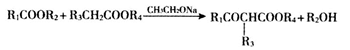 R₁COOR₂ + R₃CH₂COOR₄ —CH₃CH₂ONa→ R₁COCHCOOR₄ + R₂OH
R₃